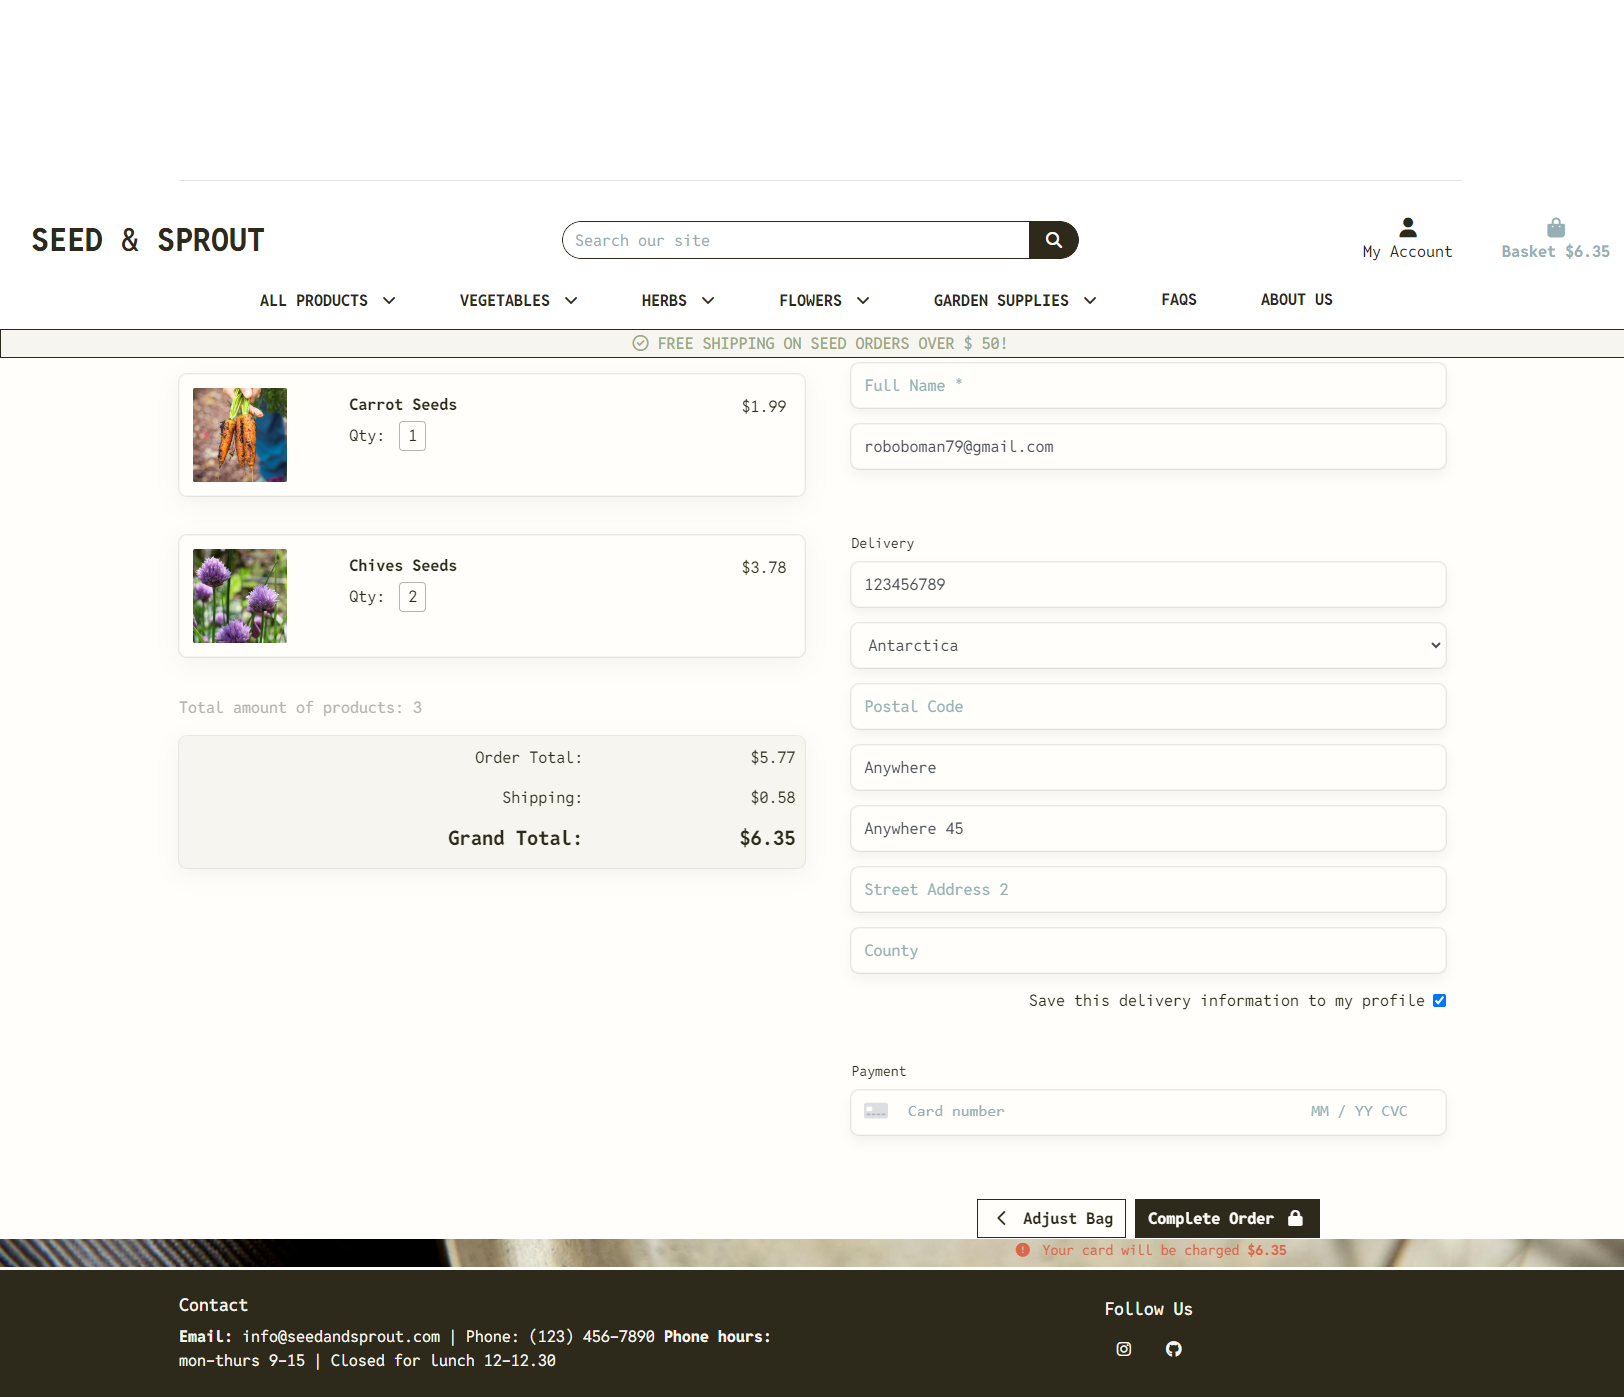 SEED & SPROUT
Search our site
My Account
Basket $6.35
ALL PRODUCTS
VEGETABLES
HERBS
FLOWERS
GARDEN SUPPLIES
FAQS
ABOUT US
FREE SHIPPING ON SEED ORDERS OVER $ 50!
Carrot Seeds
$1.99
Qty: 1
Chives Seeds
$3.78
Qty: 2
Total amount of products: 3
Order Total: $5.77
Shipping: $0.58
Grand Total: $6.35
Full Name *
roboboman79@gmail.com
Delivery
123456789
Antarctica
Postal Code
Anywhere
Anywhere 45
Street Address 2
County
Save this delivery information to my profile
Payment
Card number MM / YY CVC
Adjust Bag
Complete Order
Your card will be charged $6.35
Contact
Email: info@seedandsprout.com | Phone: (123) 456-7890 Phone hours:
mon-thurs 9-15 | Closed for lunch 12-12.30
Follow Us